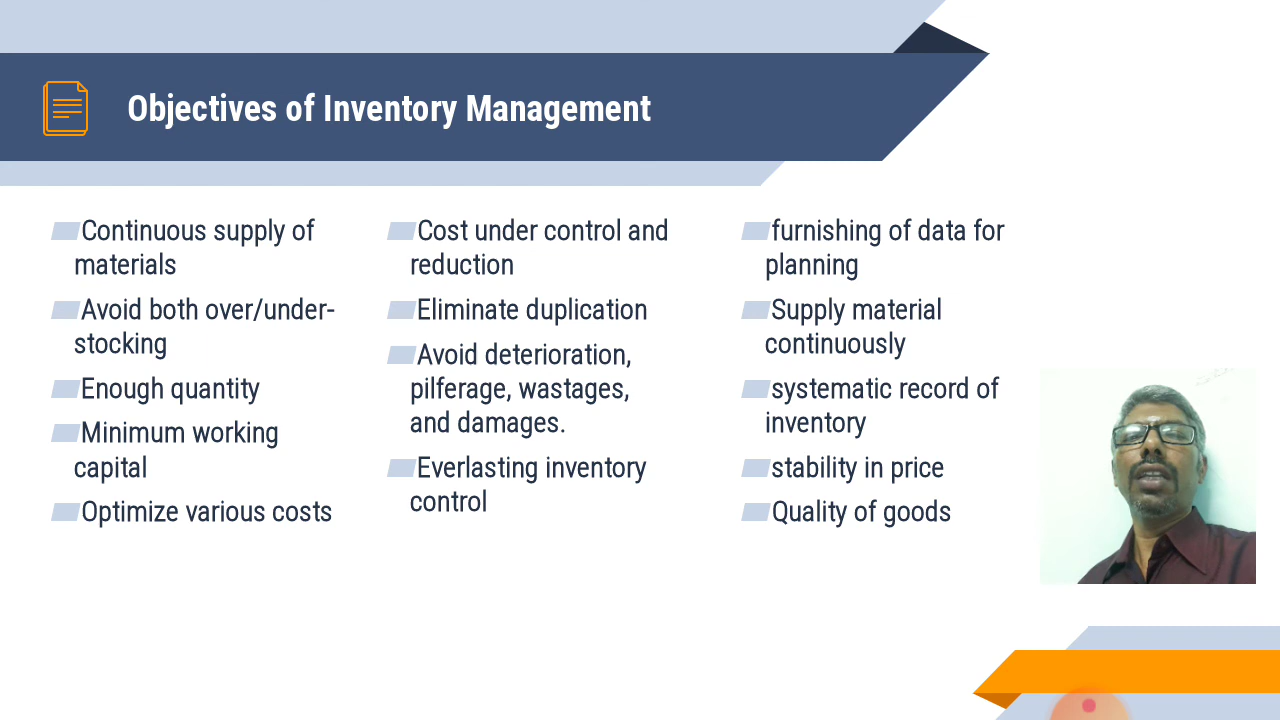 Objectives of Inventory Management
Continuous supply of
materials
Avoid both over/under-
stocking
Enough quantity
Minimum working
capital
Optimize various costs
Cost under control and
reduction
Eliminate duplication
Avoid deterioration,
pilferage, wastages,
and damages.
Everlasting inventory
control
furnishing of data for
planning
Supply material
continuously
systematic record of
inventory
stability in price
Quality of goods